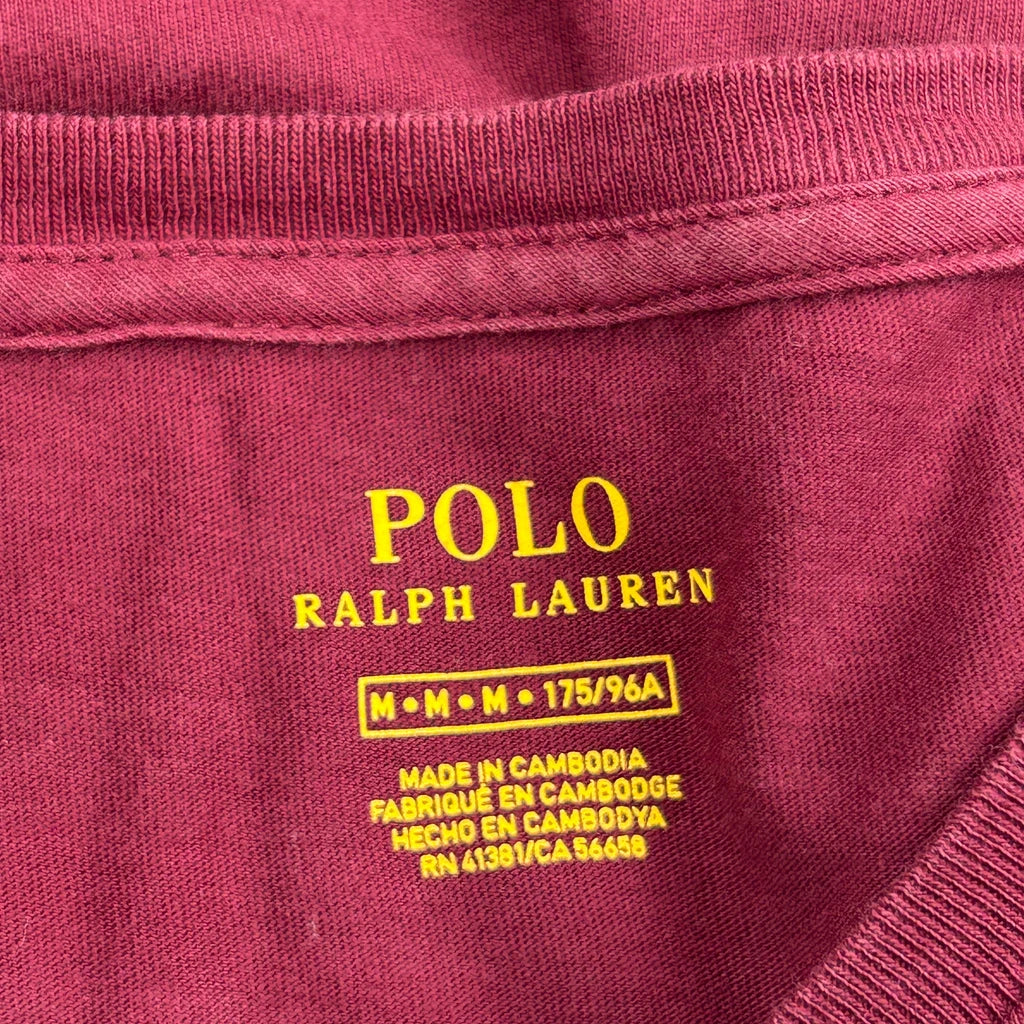 POLO
RALPH LAUREN
M • M • M • 175/96A
MADE IN CAMBODIA
FABRIQUÉ EN CAMBODGE
HECHO EN CAMBODYA
RN 41381/CA 56658